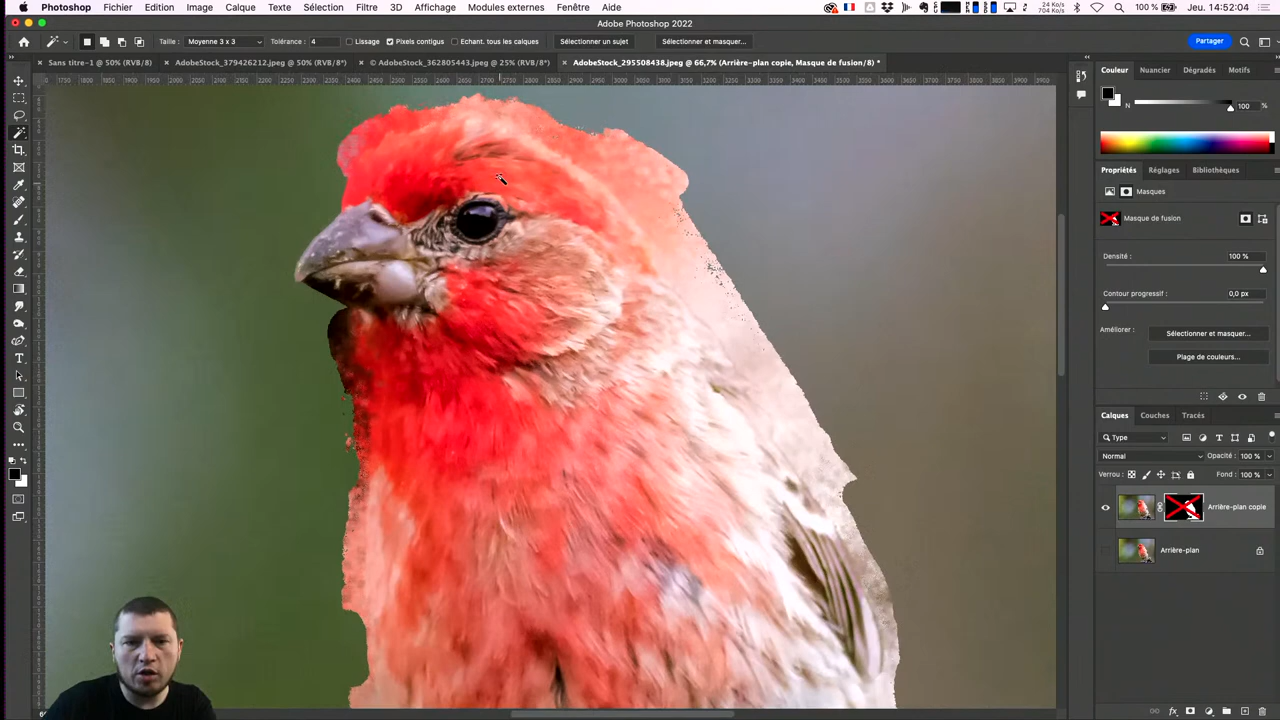 Photoshop Fichier Edition Image Calque Texte Sélection Filtre 3D Affichage Modules externes Fenêtre Aide 24 Ko/s 704 Ko/s 100 % Jeu. 14:52:04
Adobe Photoshop 2022
Taille : Moyenne 3 x 3 Tolérance : 4 Lissage Pixels contigus Echant. tous les calques Sélectionner un sujet Sélectionner et masquer... Partager
Sans titre-1 @ 50% (RVB/8) AdobeStock_379426212.jpeg @ 50% (RVB/8*) © AdobeStock_362805443.jpeg @ 25% (RVB/8*) AdobeStock_295508438.jpeg @ 66,7% (Arrière-plan copie, Masque de fusion/8) *
Couleur Nuancier Dégradés Motifs
N 100 %
Propriétés Réglages Bibliothèques
Masques
Masque de fusion
Densité : 100 %
Contour progressif : 0,0 px
Améliorer : Sélectionner et masquer...
Plage de couleurs...
Calques Couches Tracés
Type
Normal Opacité : 100 %
Verrou : Fond : 100 %
Arrière-plan copie
Arrière-plan